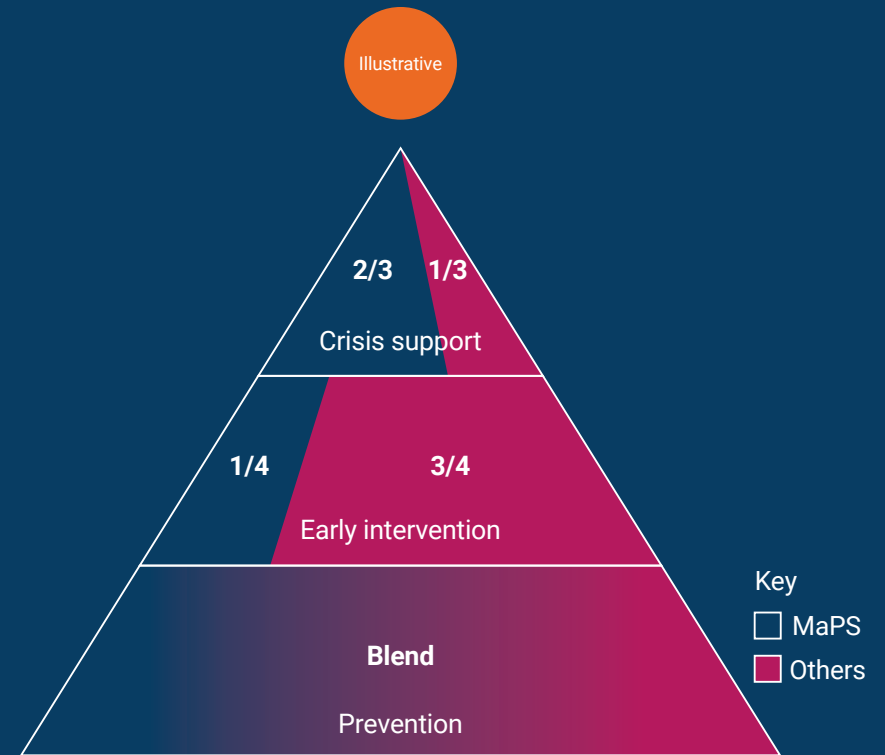 Illustrative
2/3 1/3
Crisis support
1/4 3/4
Early intervention
Blend
Prevention
Key
MaPS
Others